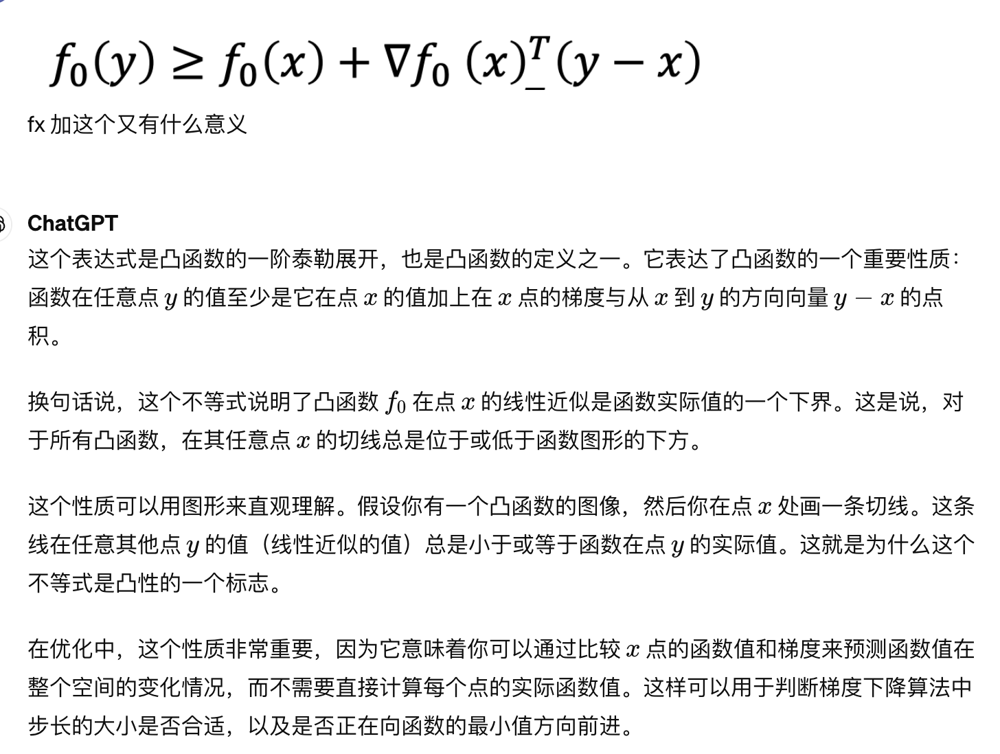 f₀(y) ≥ f₀(x) + ∇f₀ (x)ᵀ(y − x)
fx 加这个又有什么意义
ChatGPT
这个表达式是凸函数的一阶泰勒展开，也是凸函数的定义之一。它表达了凸函数的一个重要性质：
函数在任意点 y 的值至少是它在点 x 的值加上在 x 点的梯度与从 x 到 y 的方向向量 y − x 的点
积。
换句话说，这个不等式说明了凸函数 f₀ 在点 x 的线性近似是函数实际值的一个下界。这是说，对
于所有凸函数，在其任意点 x 的切线总是位于或低于函数图形的下方。
这个性质可以用图形来直观理解。假设你有一个凸函数的图像，然后你在点 x 处画一条切线。这条
线在任意其他点 y 的值（线性近似的值）总是小于或等于函数在点 y 的实际值。这就是为什么这个
不等式是凸性的一个标志。
在优化中，这个性质非常重要，因为它意味着你可以通过比较 x 点的函数值和梯度来预测函数值在
整个空间的变化情况，而不需要直接计算每个点的实际函数值。这样可以用于判断梯度下降算法中
步长的大小是否合适，以及是否正在向函数的最小值方向前进。